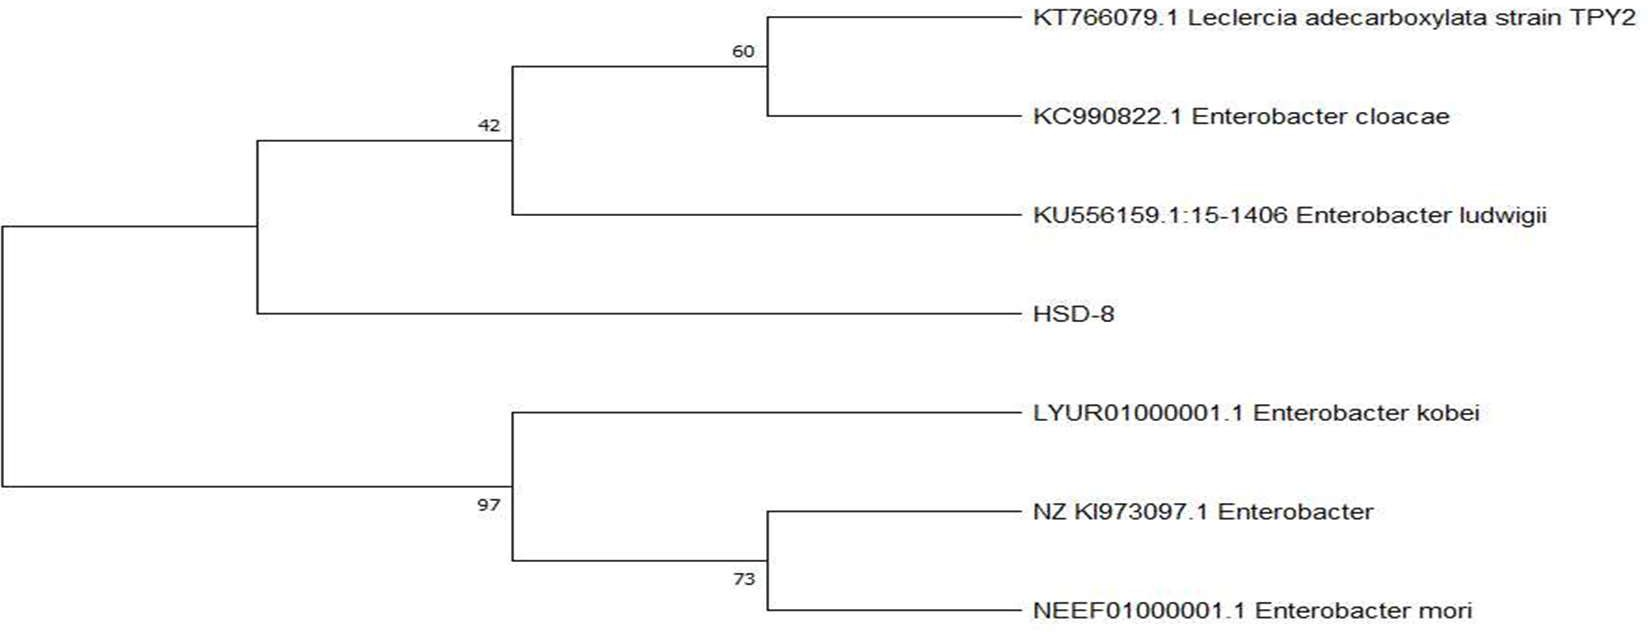 KT766079.1 Leclercia adecarboxylata strain TPY2
60
KC990822.1 Enterobacter cloacae
42
KU556159.1:15-1406 Enterobacter ludwigii
HSD-8
LYUR01000001.1 Enterobacter kobei
97
NZ KI973097.1 Enterobacter
73
NEEF01000001.1 Enterobacter mori